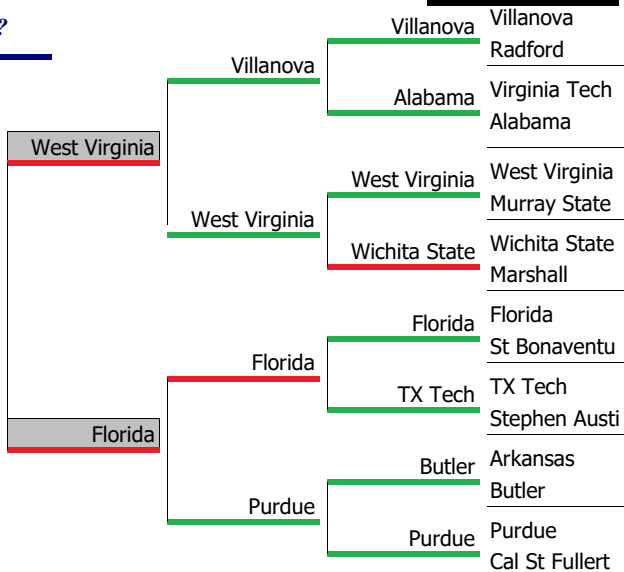 ?
Villanova
Villanova
Radford
Villanova
Alabama
Virginia Tech
Alabama
West Virginia
West Virginia
West Virginia
Murray State
West Virginia
Wichita State
Wichita State
Marshall
Florida
Florida
St Bonaventu
Florida
TX Tech
TX Tech
Stephen Austi
Florida
Butler
Arkansas
Butler
Purdue
Purdue
Purdue
Cal St Fullert